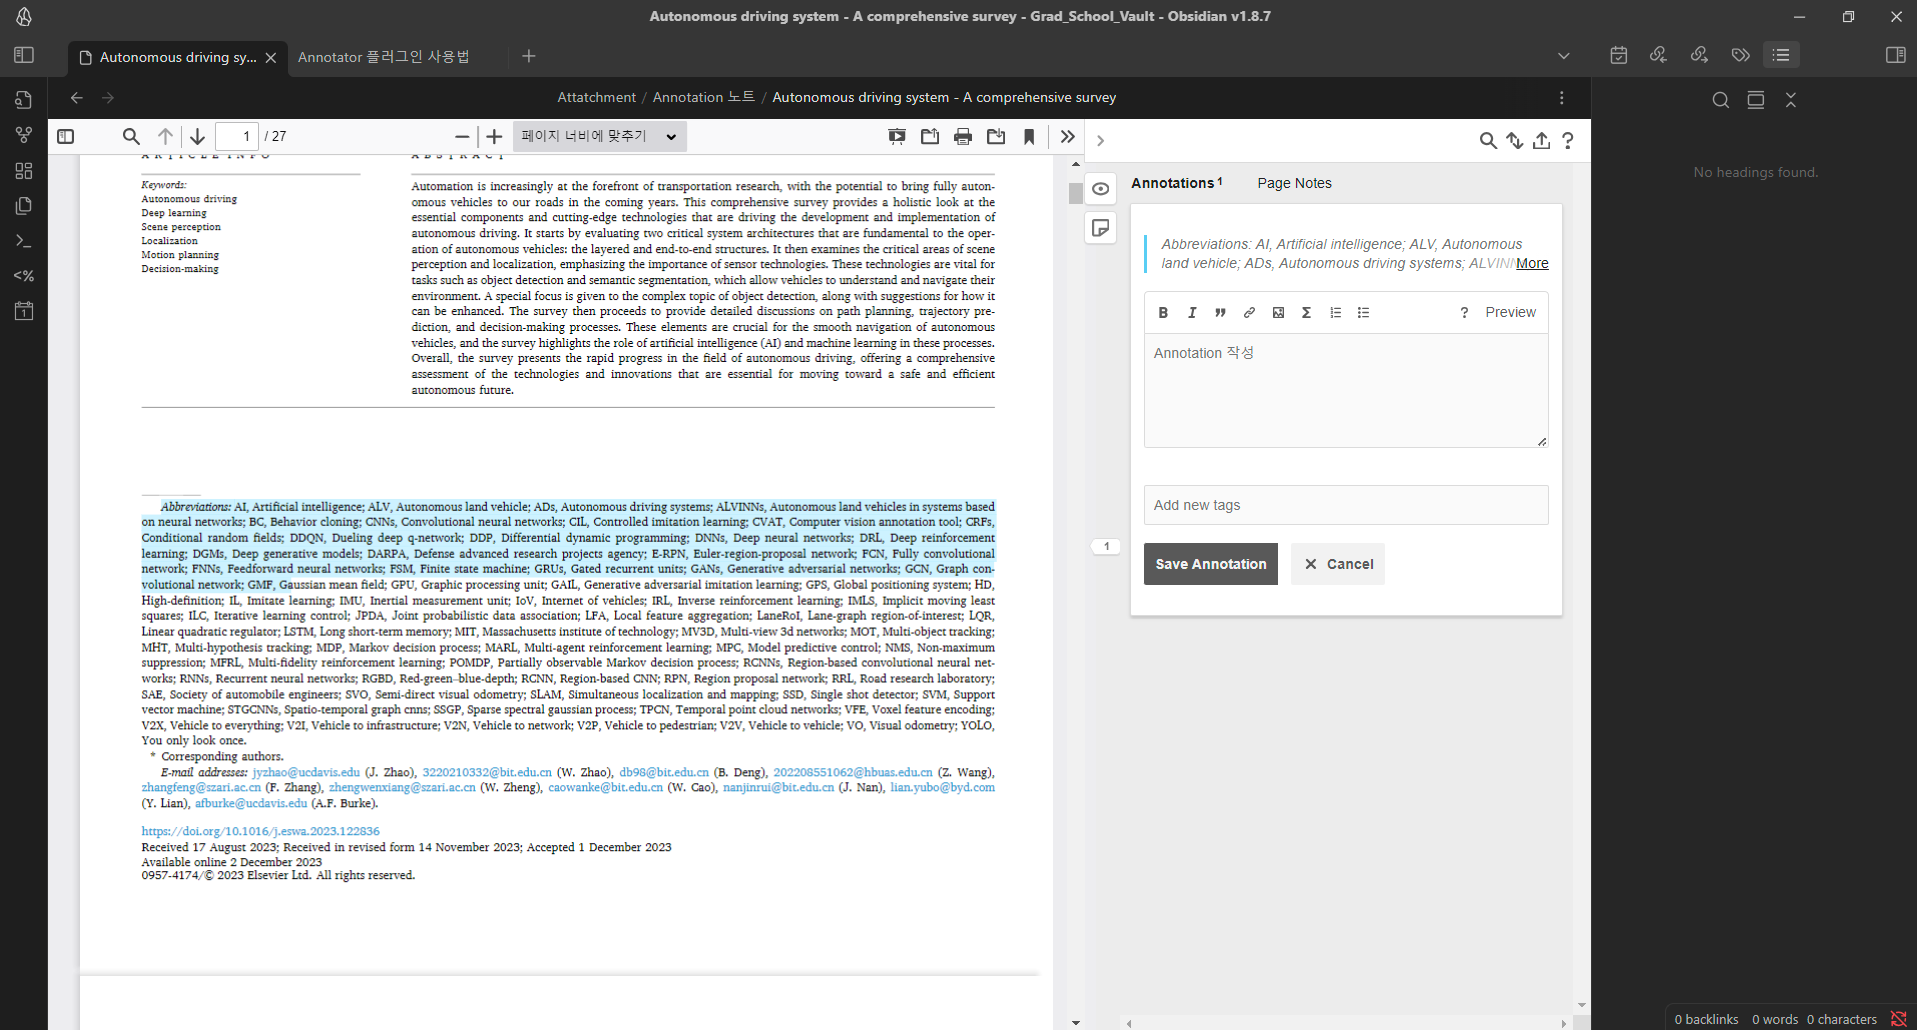 Autonomous driving system - A comprehensive survey - Grad_School_Vault - Obsidian v1.8.7
Autonomous driving sy...
Annotator 플러그인 사용법
Attatchment / Annotation 노트 / Autonomous driving system - A comprehensive survey
1 / 27
페이지 너비에 맞추기
ARTICLE INFO
ABSTRACT
Keywords:
Autonomous driving
Deep learning
Scene perception
Localization
Motion planning
Decision-making
Automation is increasingly at the forefront of transportation research, with the potential to bring fully auton-
omous vehicles to our roads in the coming years. This comprehensive survey provides a holistic look at the
essential components and cutting-edge technologies that are driving the development and implementation of
autonomous driving. It starts by evaluating two critical system architectures that are fundamental to the oper-
ation of autonomous vehicles: the layered and end-to-end structures. It then examines the critical areas of scene
perception and localization, emphasizing the importance of sensor technologies. These technologies are vital for
tasks such as object detection and semantic segmentation, which allow vehicles to understand and navigate their
environment. A special focus is given to the complex topic of object detection, along with suggestions for how it
can be enhanced. The survey then proceeds to provide detailed discussions on path planning, trajectory pre-
diction, and decision-making processes. These elements are crucial for the smooth navigation of autonomous
vehicles, and the survey highlights the role of artificial intelligence (AI) and machine learning in these processes.
Overall, the survey presents the rapid progress in the field of autonomous driving, offering a comprehensive
assessment of the technologies and innovations that are essential for moving toward a safe and efficient
autonomous future.
Abbreviations: AI, Artificial intelligence; ALV, Autonomous land vehicle; ADs, Autonomous driving systems; ALVINNs, Autonomous land vehicles in systems based
on neural networks; BC, Behavior cloning; CNNs, Convolutional neural networks; CIL, Controlled imitation learning; CVAT, Computer vision annotation tool; CRFs,
Conditional random fields; DDQN, Dueling deep q-network; DDP, Differential dynamic programming; DNNs, Deep neural networks; DRL, Deep reinforcement
learning; DGMs, Deep generative models; DARPA, Defense advanced research projects agency; E-RPN, Euler-region-proposal network; FCN, Fully convolutional
network; FNNs, Feedforward neural networks; FSM, Finite state machine; GRUs, Gated recurrent units; GANs, Generative adversarial networks; GCN, Graph con-
volutional network; GMF, Gaussian mean field; GPU, Graphic processing unit; GAIL, Generative adversarial imitation learning; GPS, Global positioning system; HD,
High-definition; IL, Imitate learning; IMU, Inertial measurement unit; IoV, Internet of vehicles; IRL, Inverse reinforcement learning; IMLS, Implicit moving least
squares; ILC, Iterative learning control; JPDA, Joint probabilistic data association; LFA, Local feature aggregation; LaneRoI, Lane-graph region-of-interest; LQR,
Linear quadratic regulator; LSTM, Long short-term memory; MIT, Massachusetts institute of technology; MV3D, Multi-view 3d networks; MOT, Multi-object tracking;
MHT, Multi-hypothesis tracking; MDP, Markov decision process; MARL, Multi-agent reinforcement learning; MPC, Model predictive control; NMS, Non-maximum
suppression; MFRL, Multi-fidelity reinforcement learning; POMDP, Partially observable Markov decision process; RCNNs, Region-based convolutional neural net-
works; RNNs, Recurrent neural networks; RGBD, Red-green–blue-depth; RCNN, Region-based CNN; RPN, Region proposal network; RRL, Road research laboratory;
SAE, Society of automobile engineers; SVO, Semi-direct visual odometry; SLAM, Simultaneous localization and mapping; SSD, Single shot detector; SVM, Support
vector machine; STGCNNs, Spatio-temporal graph cnns; SSGP, Sparse spectral gaussian process; TPCN, Temporal point cloud networks; VFE, Voxel feature encoding;
V2X, Vehicle to everything; V2I, Vehicle to infrastructure; V2N, Vehicle to network; V2P, Vehicle to pedestrian; V2V, Vehicle to vehicle; VO, Visual odometry; YOLO,
You only look once.
* Corresponding authors.
E-mail addresses: jyzhao@ucdavis.edu (J. Zhao), 3220210332@bit.edu.cn (W. Zhao), db98@bit.edu.cn (B. Deng), 202208551062@hbuas.edu.cn (Z. Wang),
zhangfeng@szari.ac.cn (F. Zhang), zhengwenxiang@szari.ac.cn (W. Zheng), caowanke@bit.edu.cn (W. Cao), nanjinrui@bit.edu.cn (J. Nan), lian.yubo@byd.com
(Y. Lian), afburke@ucdavis.edu (A.F. Burke).
https://doi.org/10.1016/j.eswa.2023.122836
Received 17 August 2023; Received in revised form 14 November 2023; Accepted 1 December 2023
Available online 2 December 2023
0957-4174/© 2023 Elsevier Ltd. All rights reserved.
Annotations 1
Page Notes
Abbreviations: AI, Artificial intelligence; ALV, Autonomous
land vehicle; ADs, Autonomous driving systems; ALVINN More
B I ? Preview
Annotation 작성
Add new tags
1
Save Annotation
Cancel
No headings found.
0 backlinks 0 words 0 characters